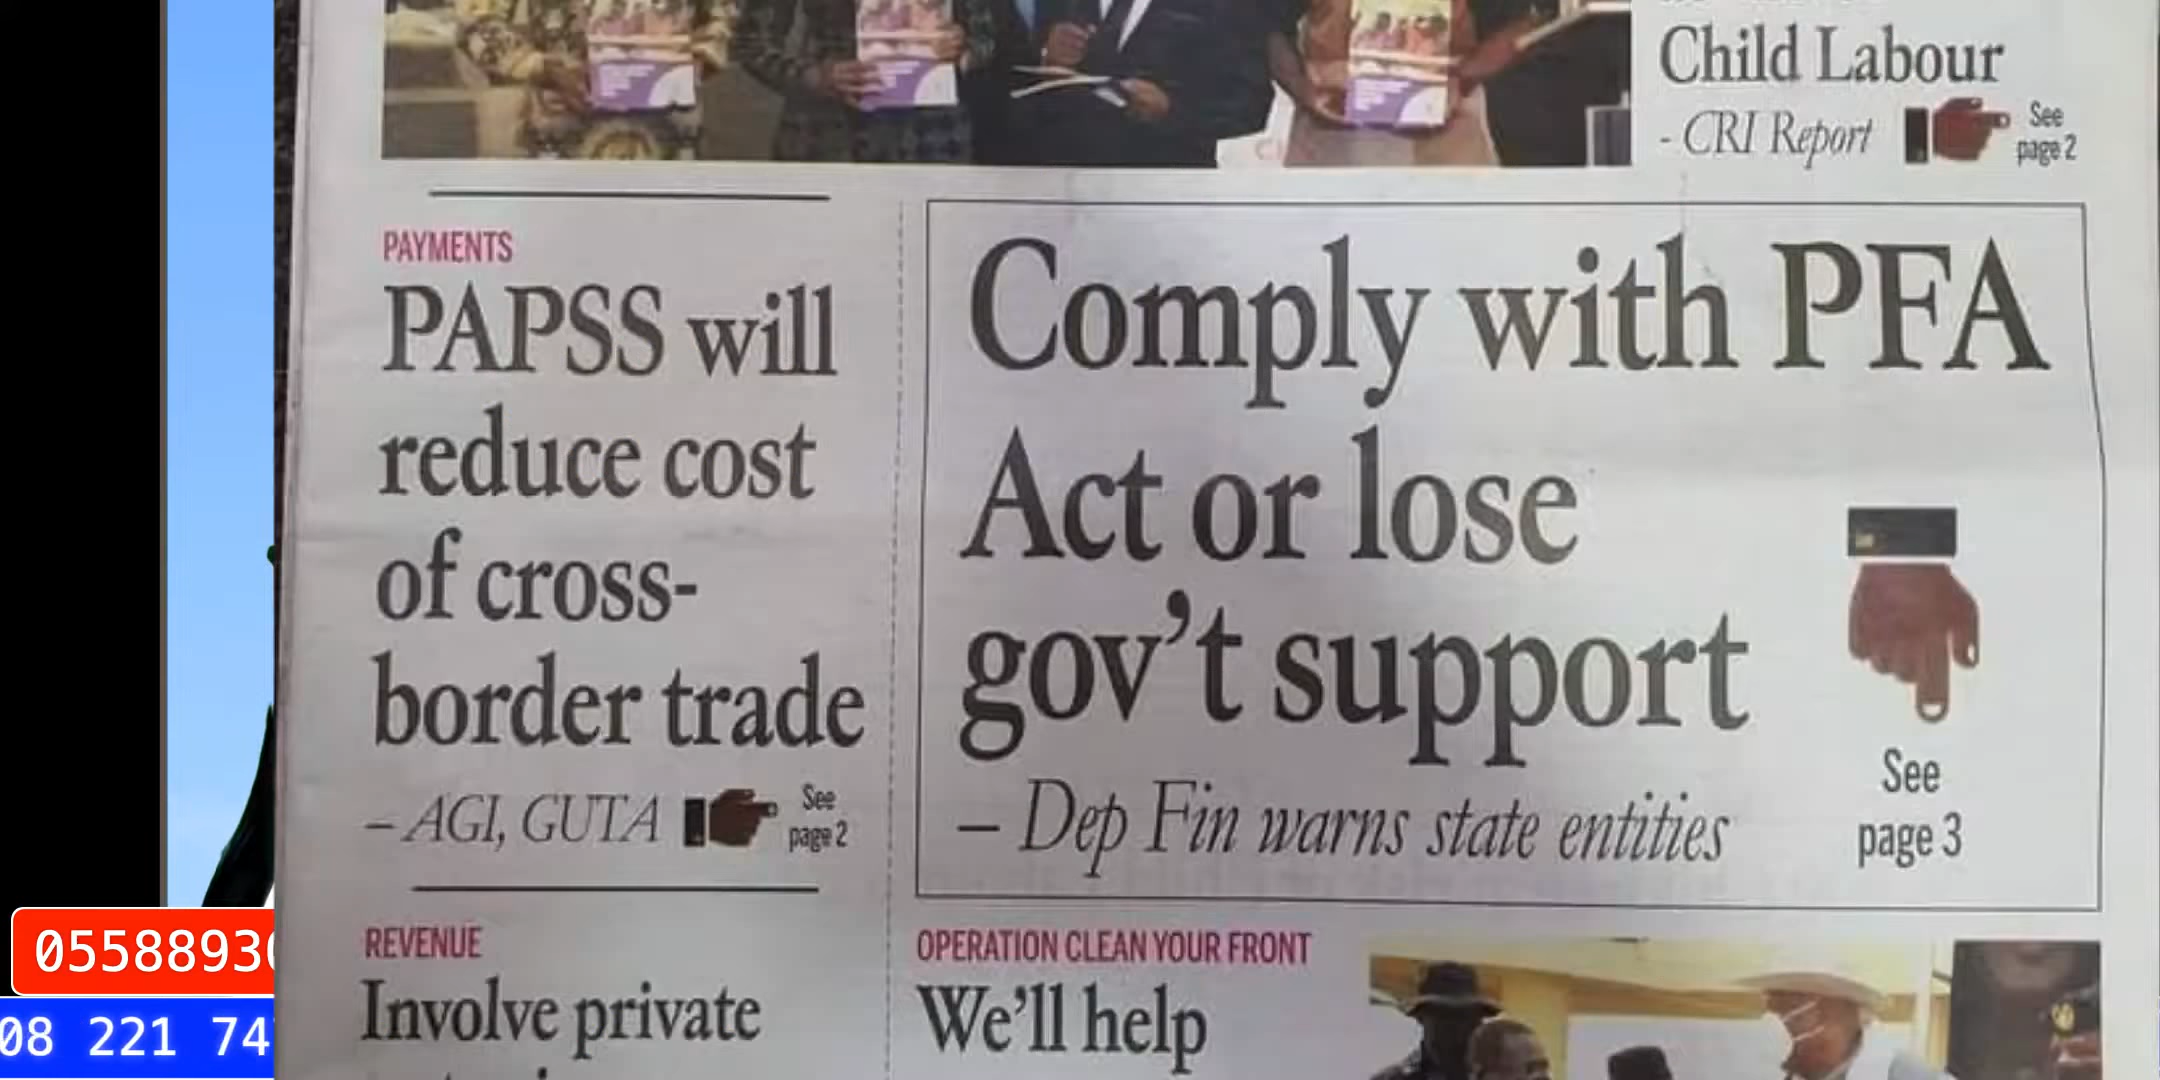 Child Labour
- CRI Report
See
page 2
PAYMENTS
PAPSS will
reduce cost
of cross-
border trade
– AGI, GUTA
See
page 2
Comply with PFA
Act or lose
gov't support
– Dep Fin warns state entities
See
page 3
REVENUE
Involve private
OPERATION CLEAN YOUR FRONT
We'll help
0558893
08 221 74